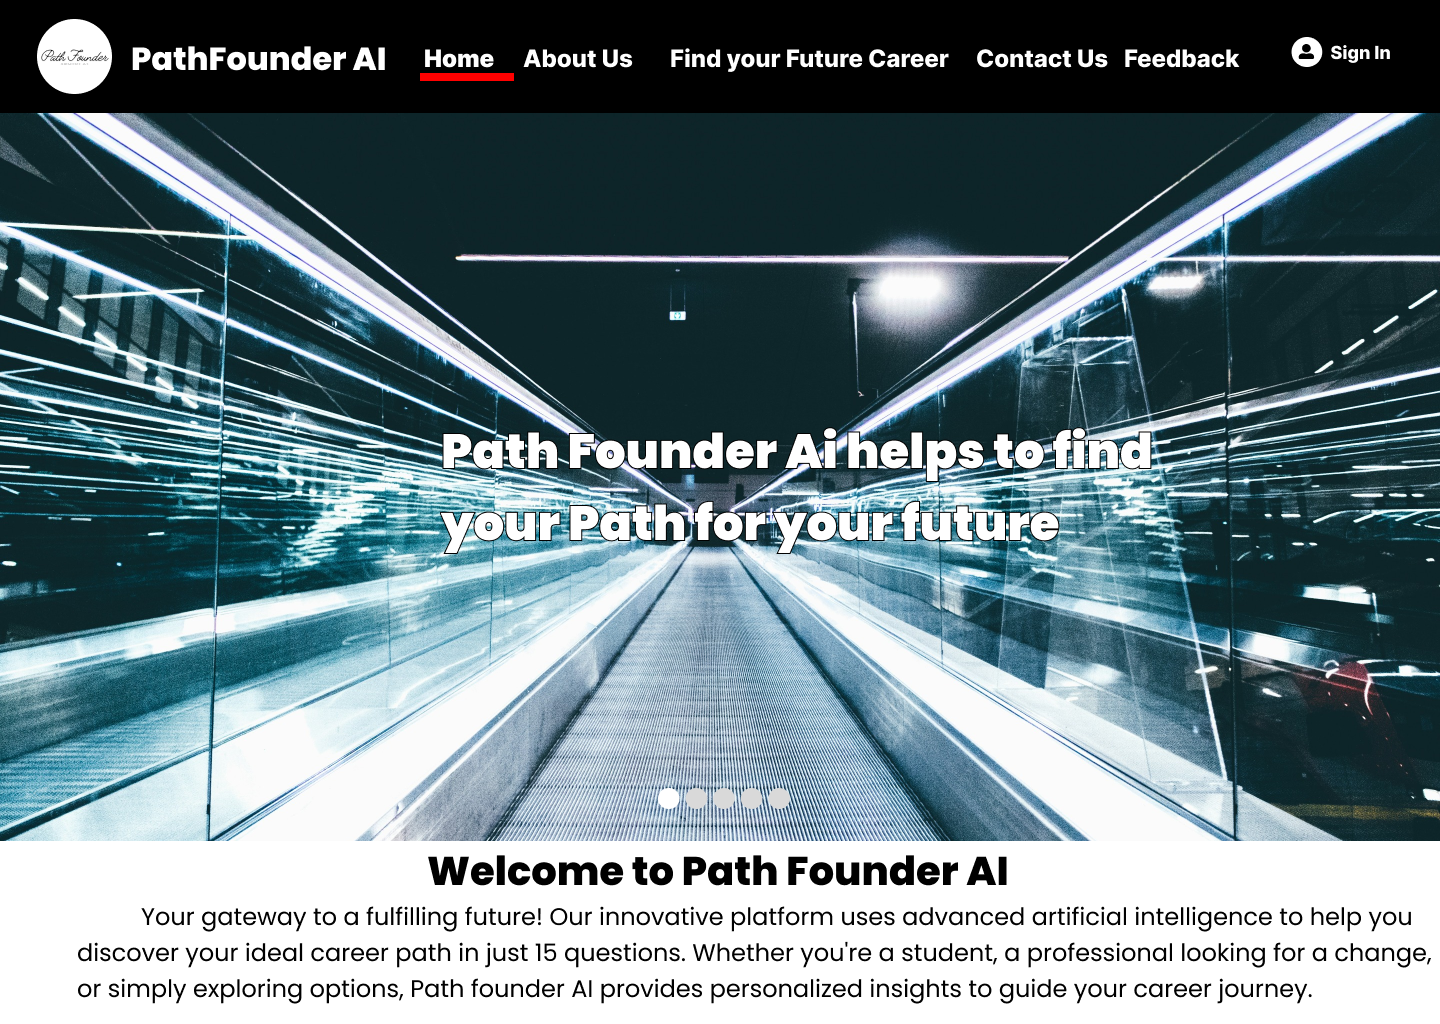 Path Founder
PathFounder AI
Home
About Us
Find your Future Career
Contact Us
Feedback
Sign In
Path Founder Ai helps to find
your Path for your future
Welcome to Path Founder AI
Your gateway to a fulfilling future! Our innovative platform uses advanced artificial intelligence to help you
discover your ideal career path in just 15 questions. Whether you're a student, a professional looking for a change,
or simply exploring options, Path founder AI provides personalized insights to guide your career journey.